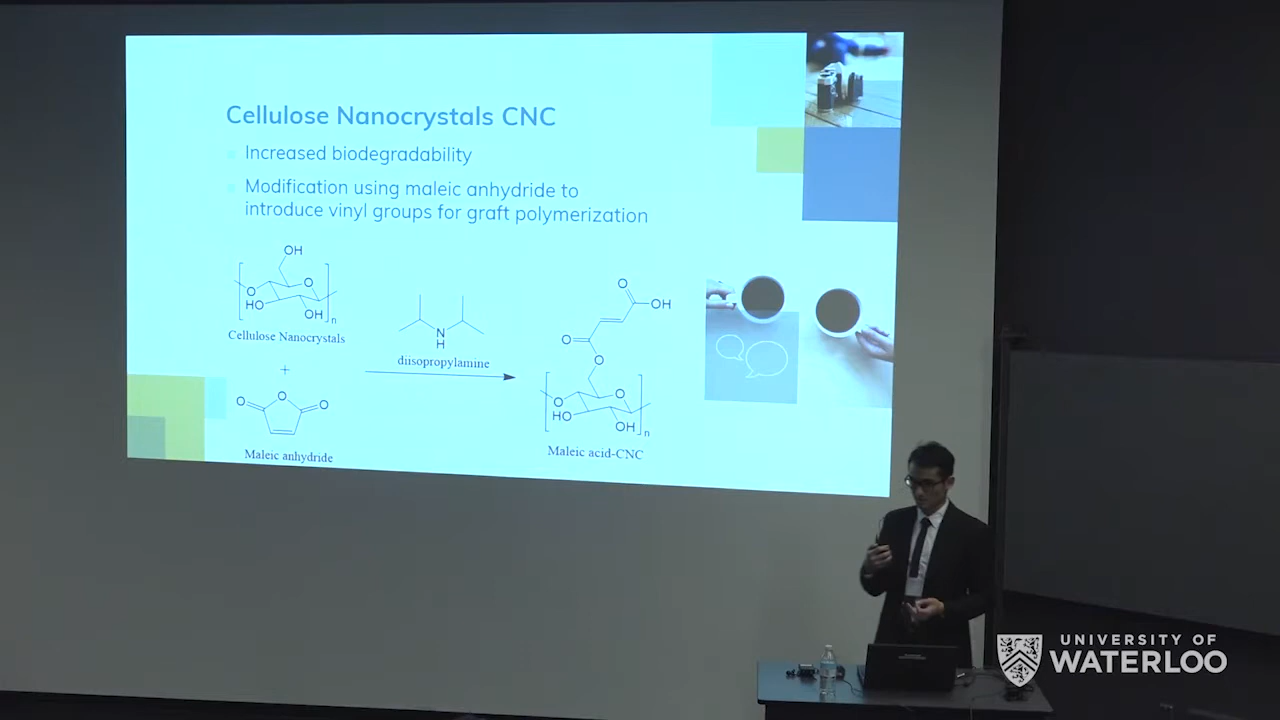 Cellulose Nanocrystals CNC
Increased biodegradability
Modification using maleic anhydride to
introduce vinyl groups for graft polymerization
OH
O
O
HO
OH
n
Cellulose Nanocrystals
+
O
O
O
Maleic anhydride
N
H
diisopropylamine
O
OH
O
O
O
O
HO
OH
n
Maleic acid-CNC
UNIVERSITY OF
WATERLOO